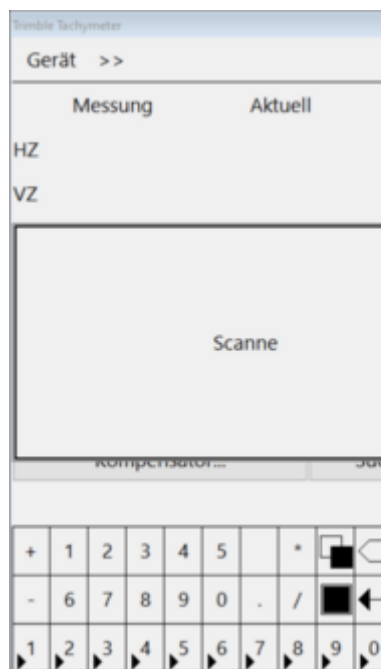 Trimble Tachymeter
Gerät >>
Messung Aktuell
HZ
VZ
Scanne
Kompensator...
+ 1 2 3 4 5 *
- 6 7 8 9 0 . /
1 2 3 4 5 6 7 8 9 0